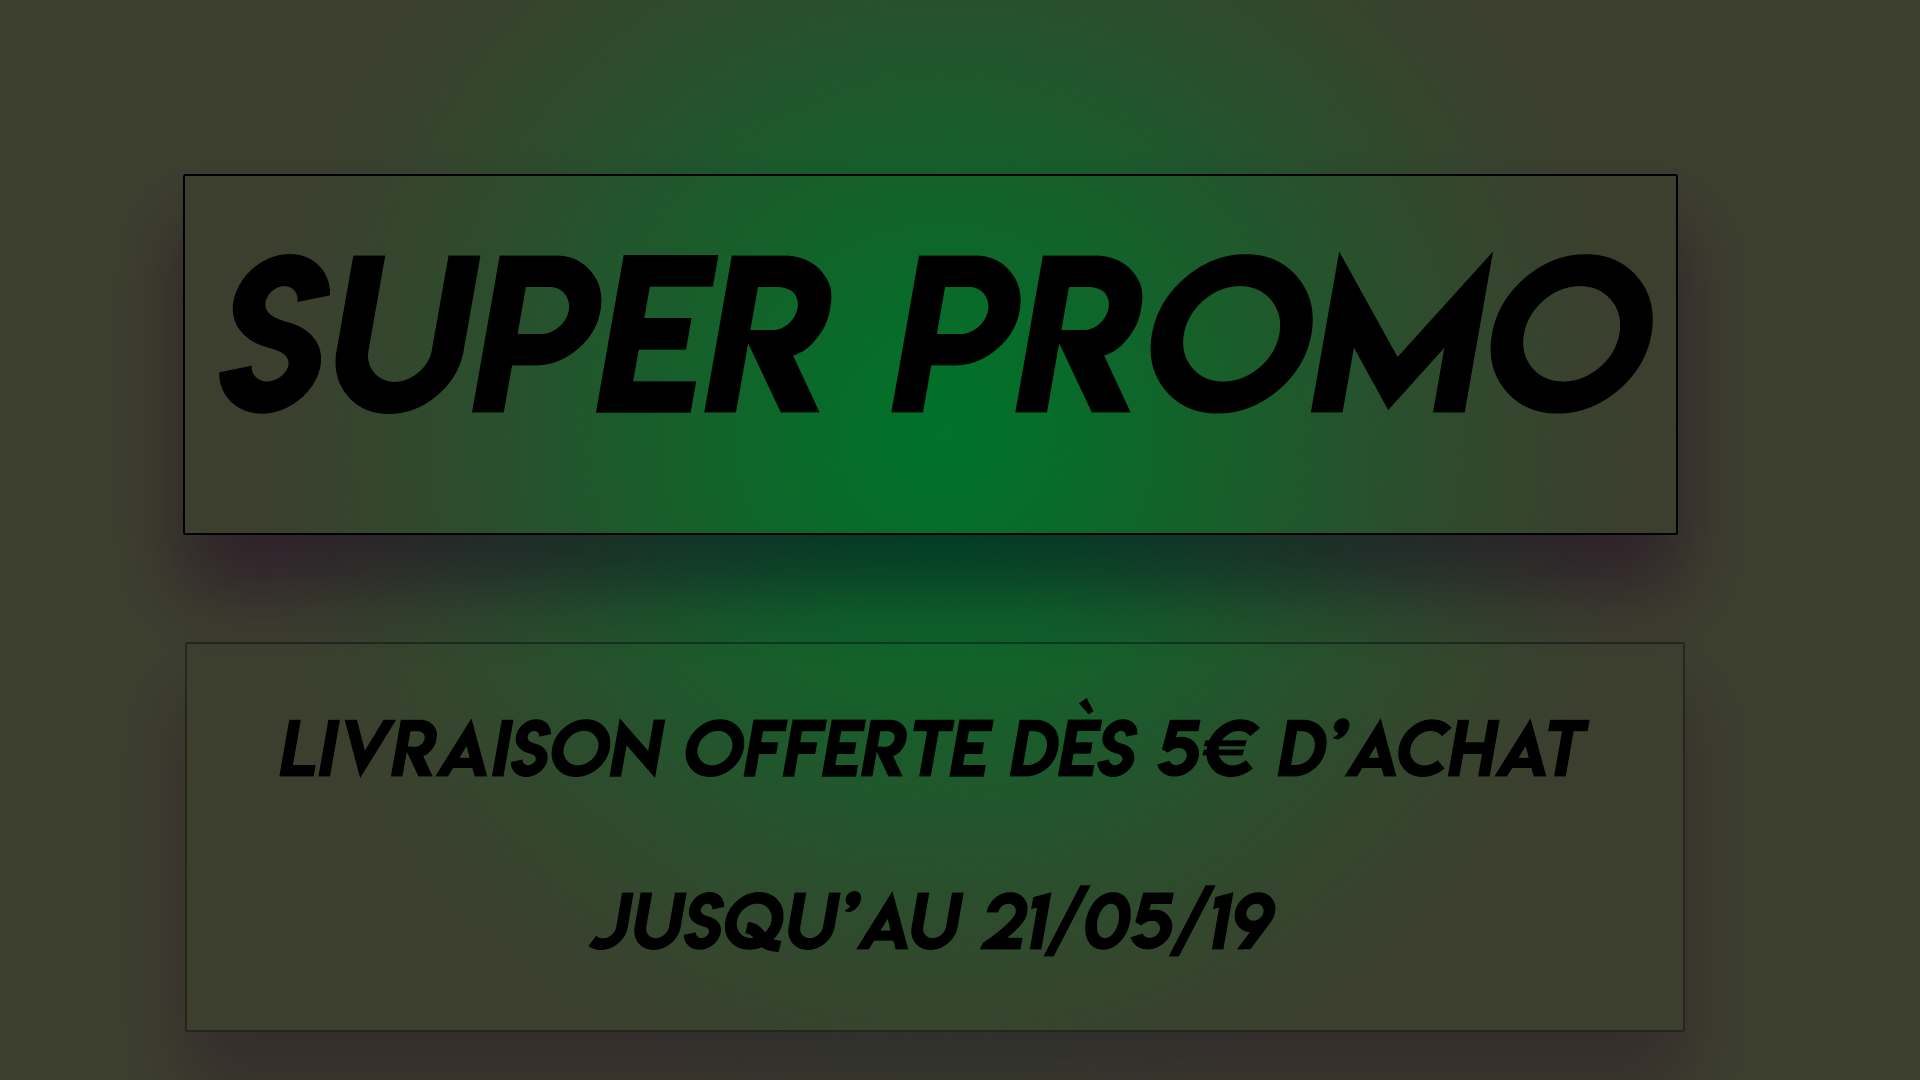 SUPER PROMO
LIVRAISON OFFERTE DÈS 5€ D’ACHAT
JUSQU’AU 21/05/19